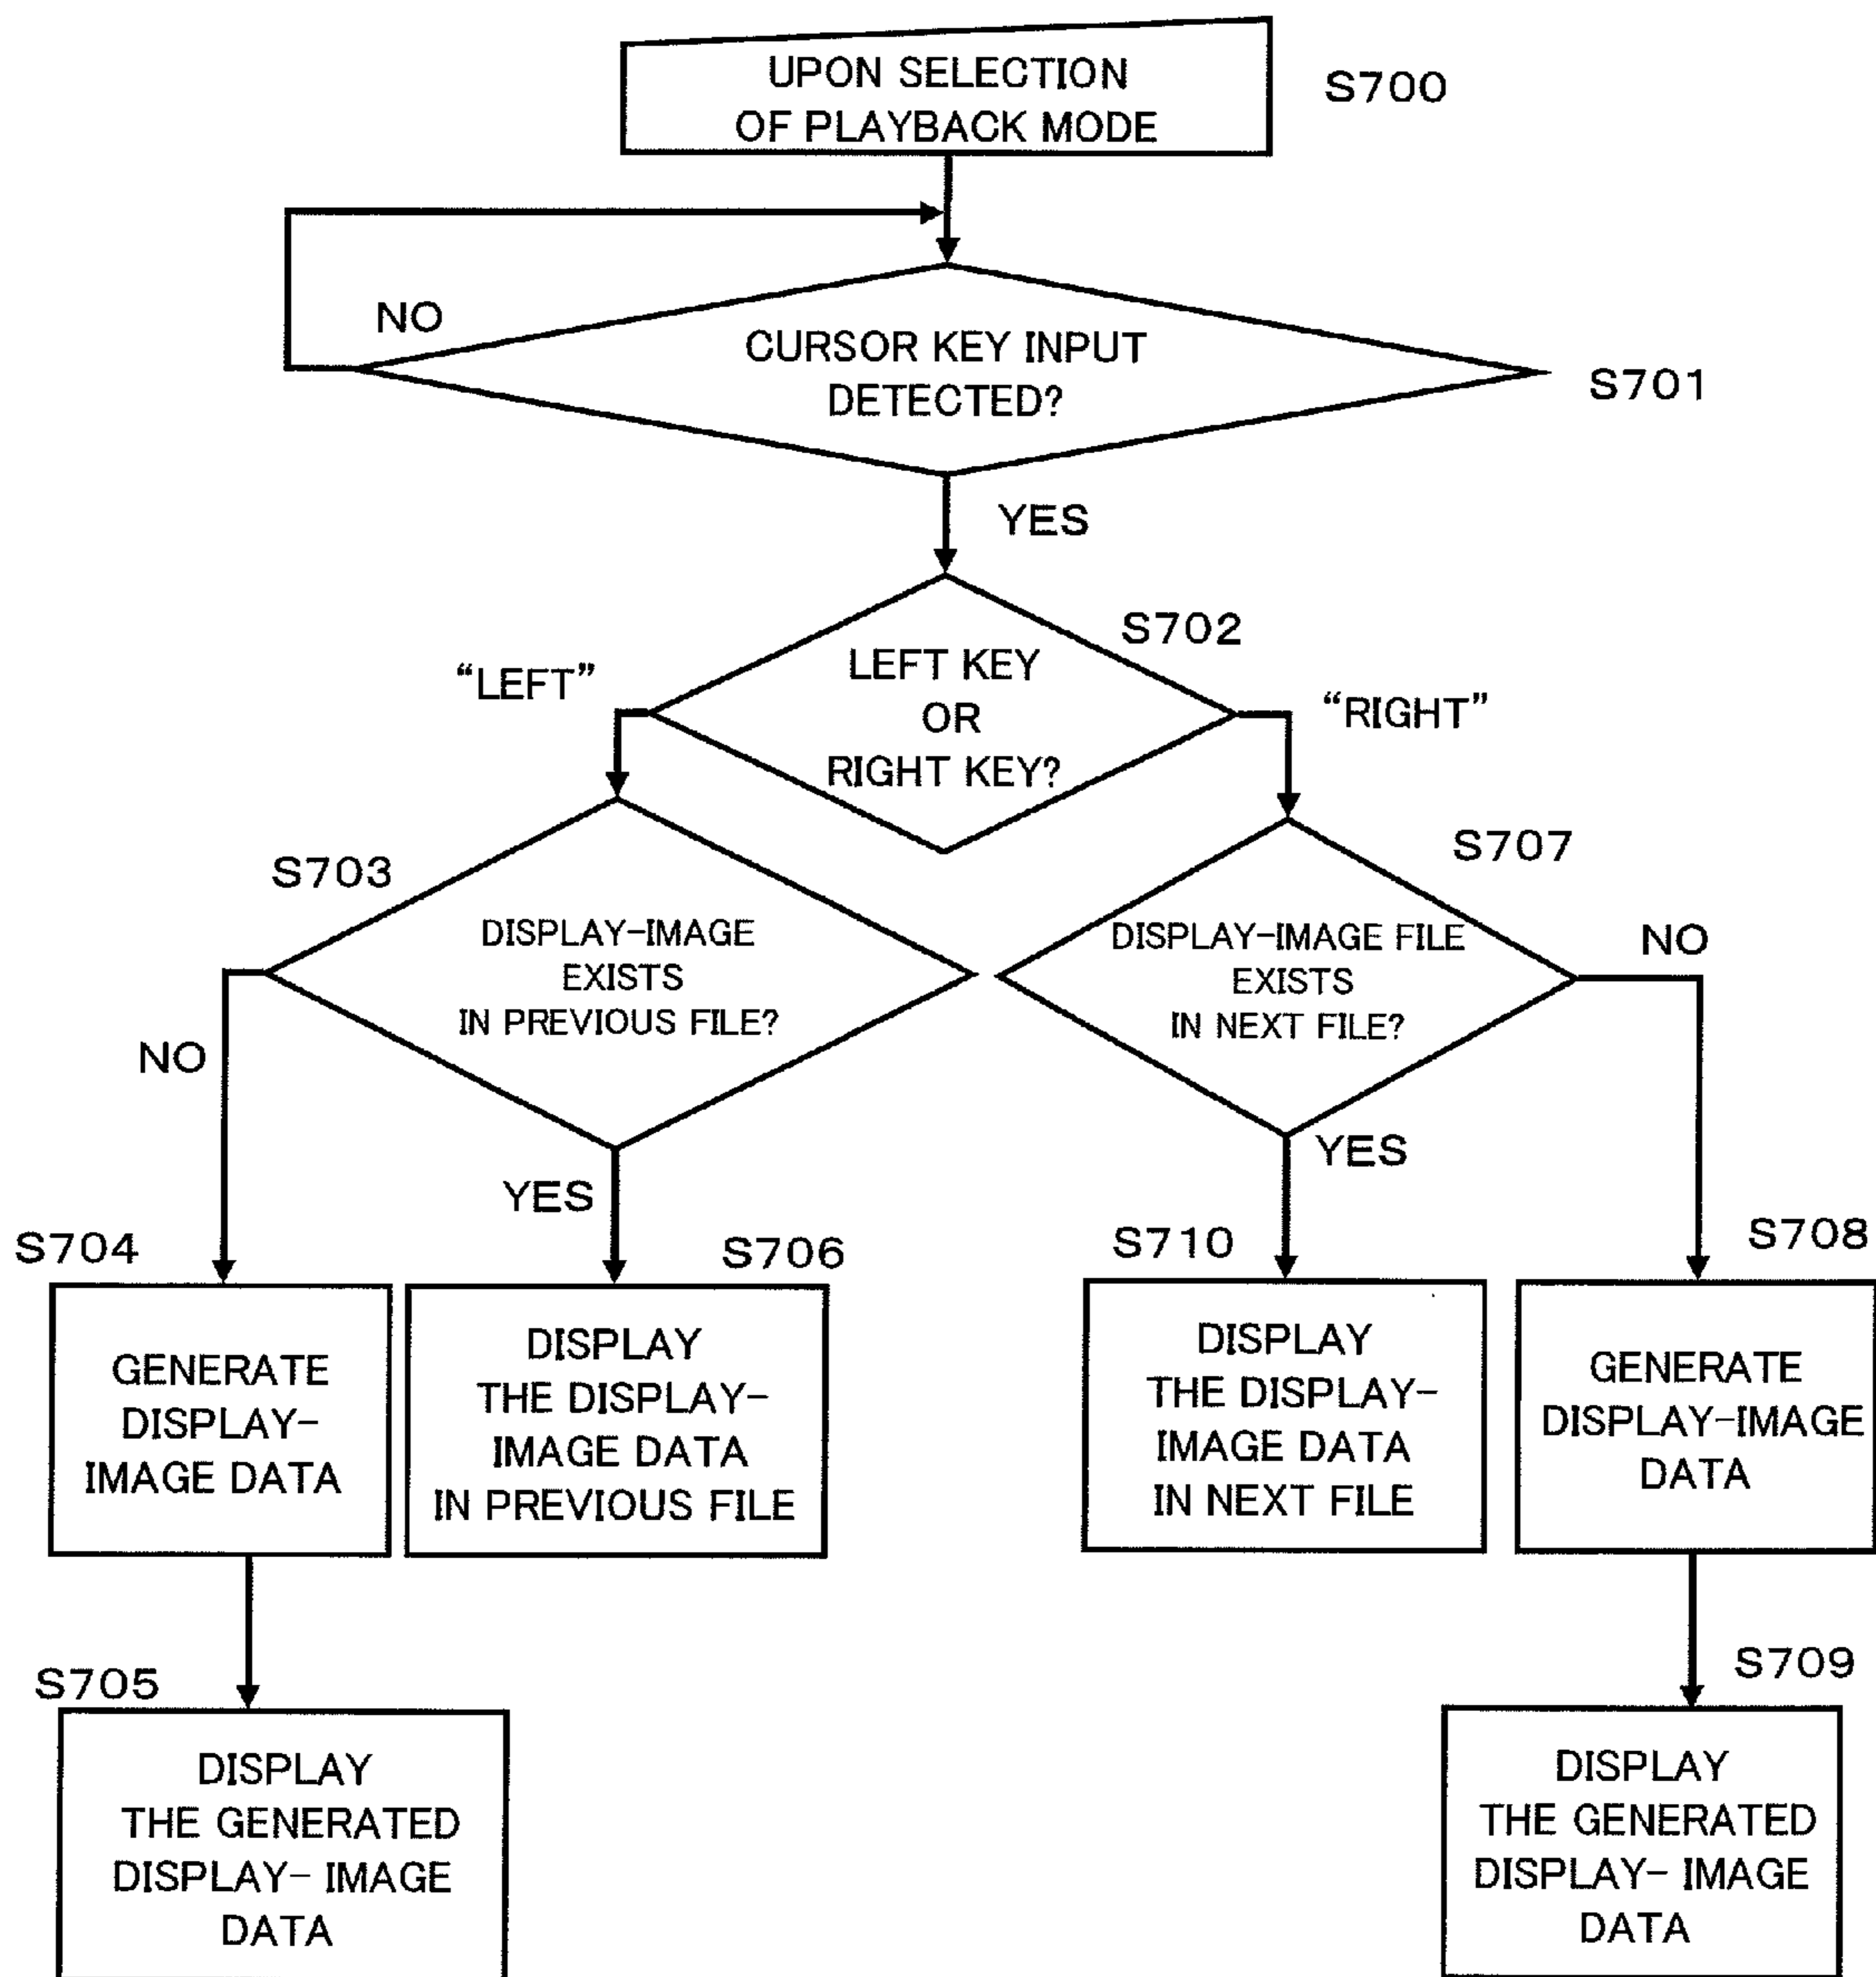 UPON SELECTION
OF PLAYBACK MODE
S700
NO
CURSOR KEY INPUT
DETECTED?
S701
YES
S702
"LEFT"
LEFT KEY
OR
RIGHT KEY?
"RIGHT"
S703
DISPLAY-IMAGE
EXISTS
IN PREVIOUS FILE?
NO
YES
S707
DISPLAY-IMAGE FILE
EXISTS
IN NEXT FILE?
NO
YES
S704
GENERATE
DISPLAY-
IMAGE DATA
S706
DISPLAY
THE DISPLAY-
IMAGE DATA
IN PREVIOUS FILE
S710
DISPLAY
THE DISPLAY-
IMAGE DATA
IN NEXT FILE
S708
GENERATE
DISPLAY-IMAGE
DATA
S705
DISPLAY
THE GENERATED
DISPLAY- IMAGE
DATA
S709
DISPLAY
THE GENERATED
DISPLAY- IMAGE
DATA